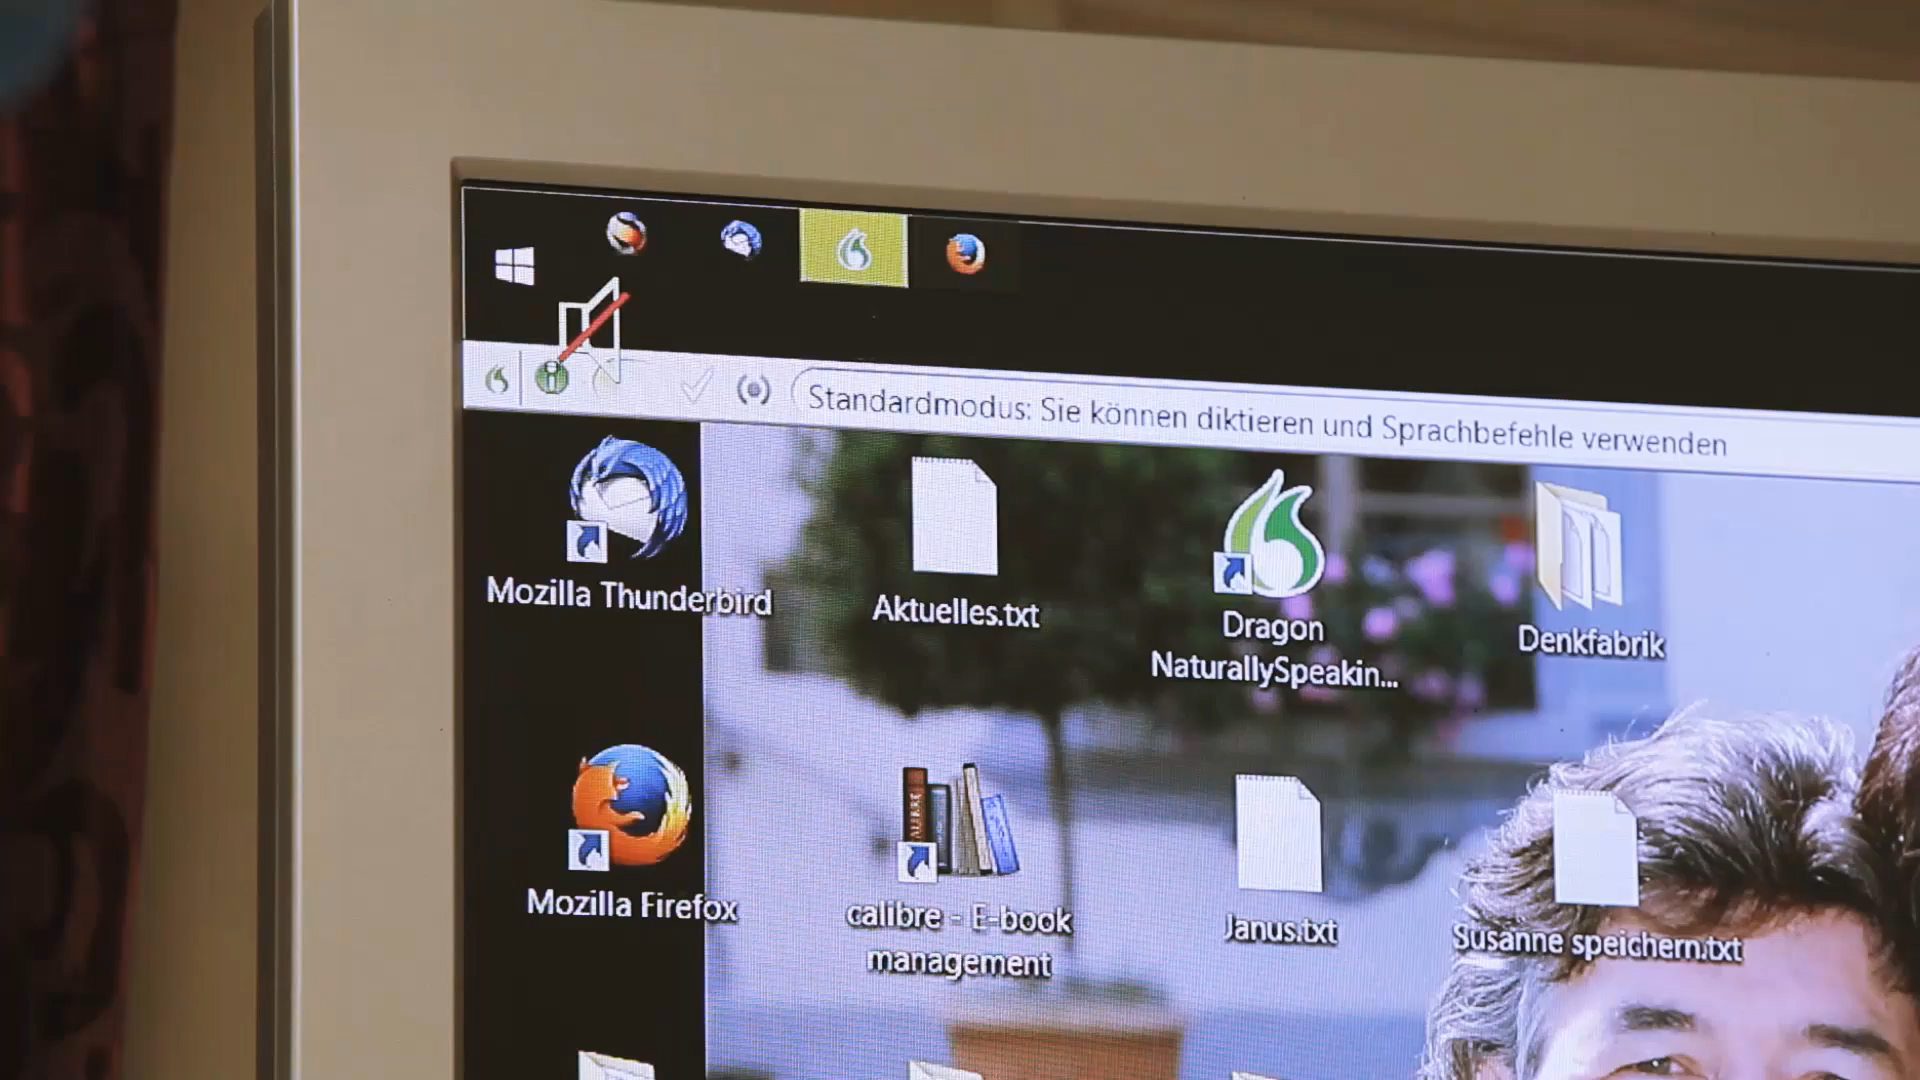 Standardmodus: Sie können diktieren und Sprachbefehle verwenden
Mozilla Thunderbird
Aktuelles.txt
Dragon
NaturallySpeakin...
Denkfabrik
Mozilla Firefox
calibre - E-book
management
Janus.txt
Susanne speichern.txt